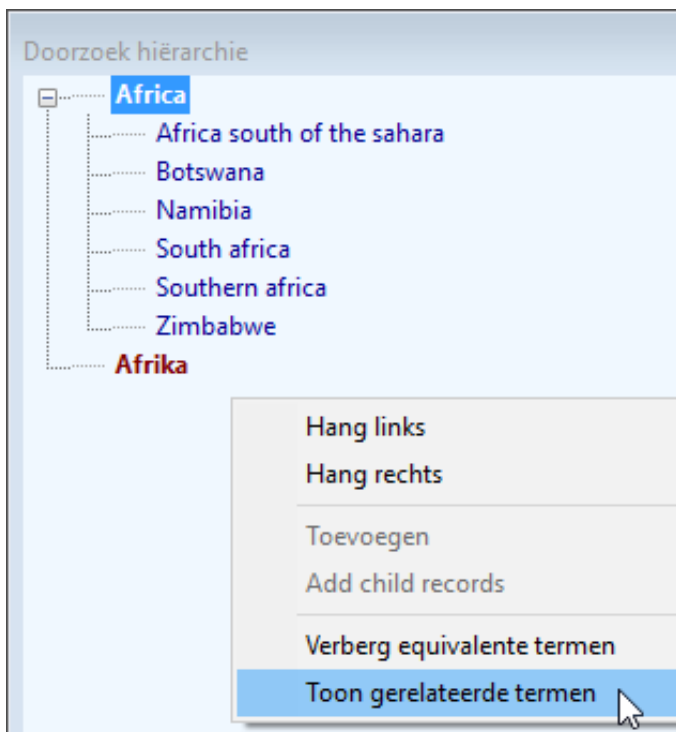 Doorzoek hiërarchie
Africa
Africa south of the sahara
Botswana
Namibia
South africa
Southern africa
Zimbabwe
Afrika
Hang links
Hang rechts
Toevoegen
Add child records
Verberg equivalente termen
Toon gerelateerde termen